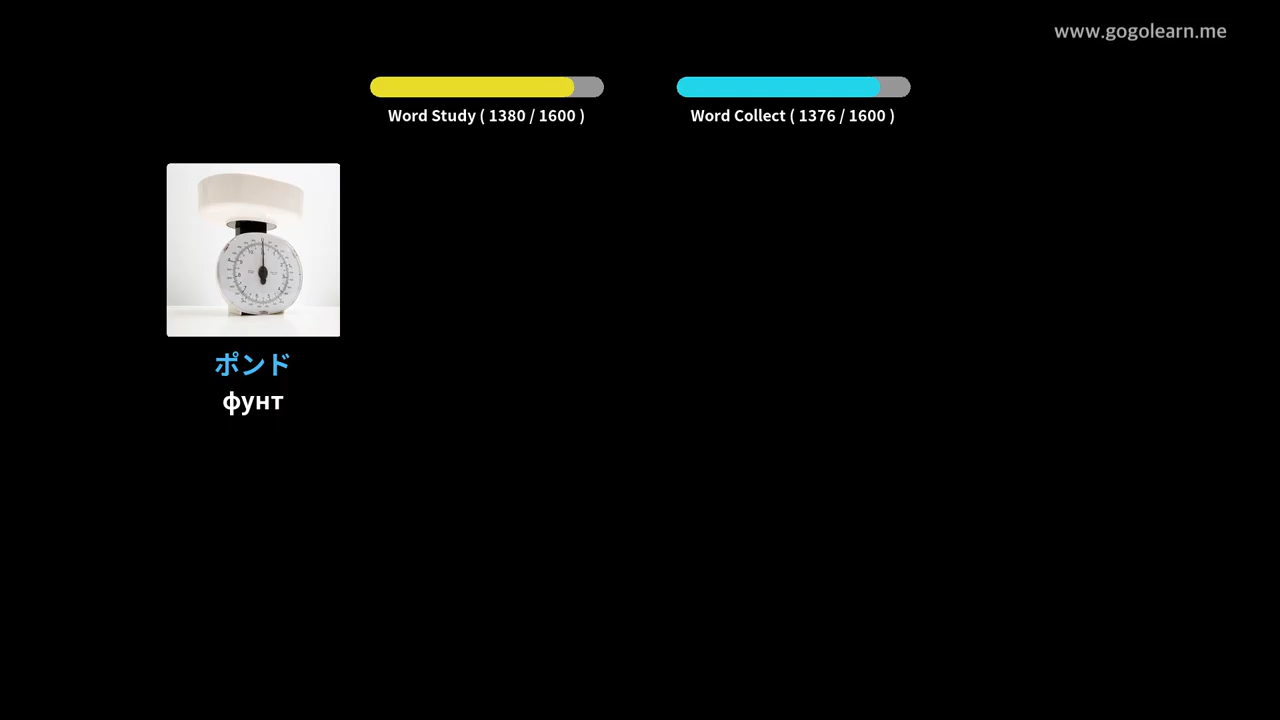 www.gogolearn.me
Word Study ( 1380 / 1600 )
Word Collect ( 1376 / 1600 )
ポンド
фунт